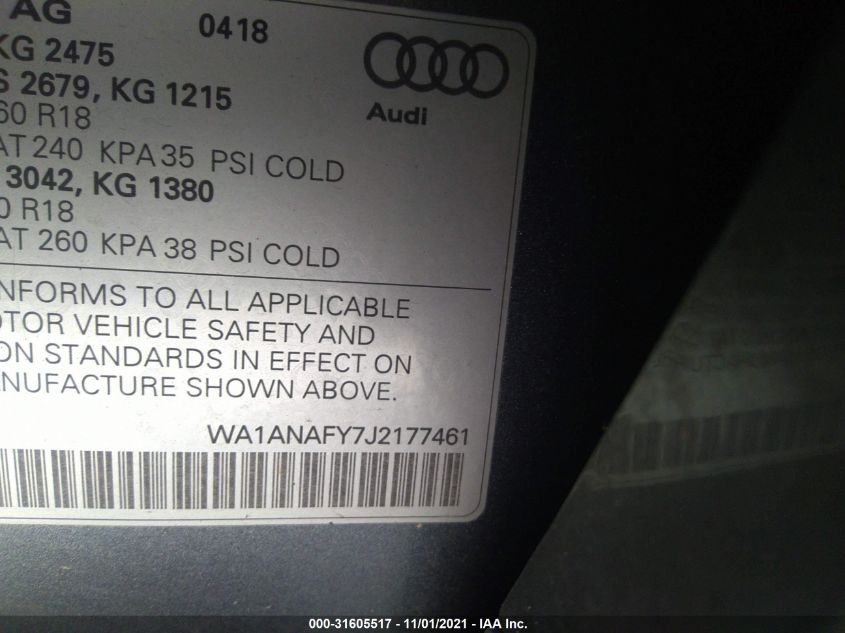 AG 0418
KG 2475
S 2679, KG 1215
60 R18
AT 240 KPA 35 PSI COLD
3042, KG 1380
0 R18
AT 260 KPA 38 PSI COLD
Audi
NFORMS TO ALL APPLICABLE
OTOR VEHICLE SAFETY AND
ON STANDARDS IN EFFECT ON
ANUFACTURE SHOWN ABOVE.
WA1ANAFY7J2177461
000-31605517 - 11/01/2021 - IAA Inc.